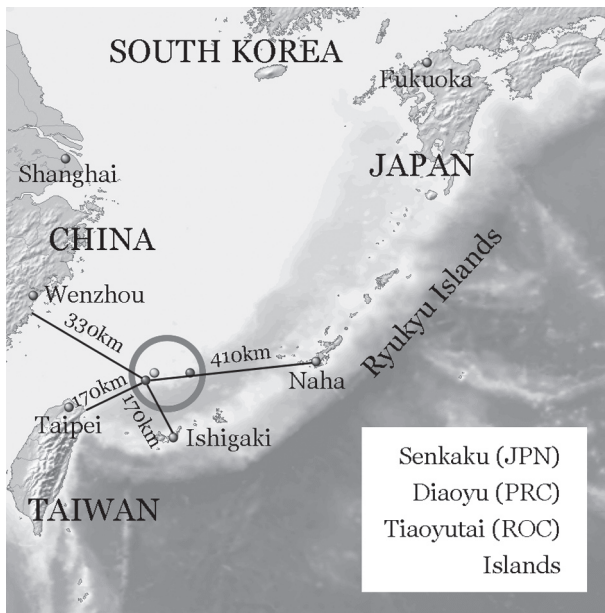 SOUTH KOREA
Fukuoka
JAPAN
Shanghai
CHINA
Wenzhou
Ryukyu Islands
330km
410km
170km
170km
Naha
Taipei
Ishigaki
TAIWAN
Senkaku (JPN)
Diaoyu (PRC)
Tiaoyutai (ROC)
Islands